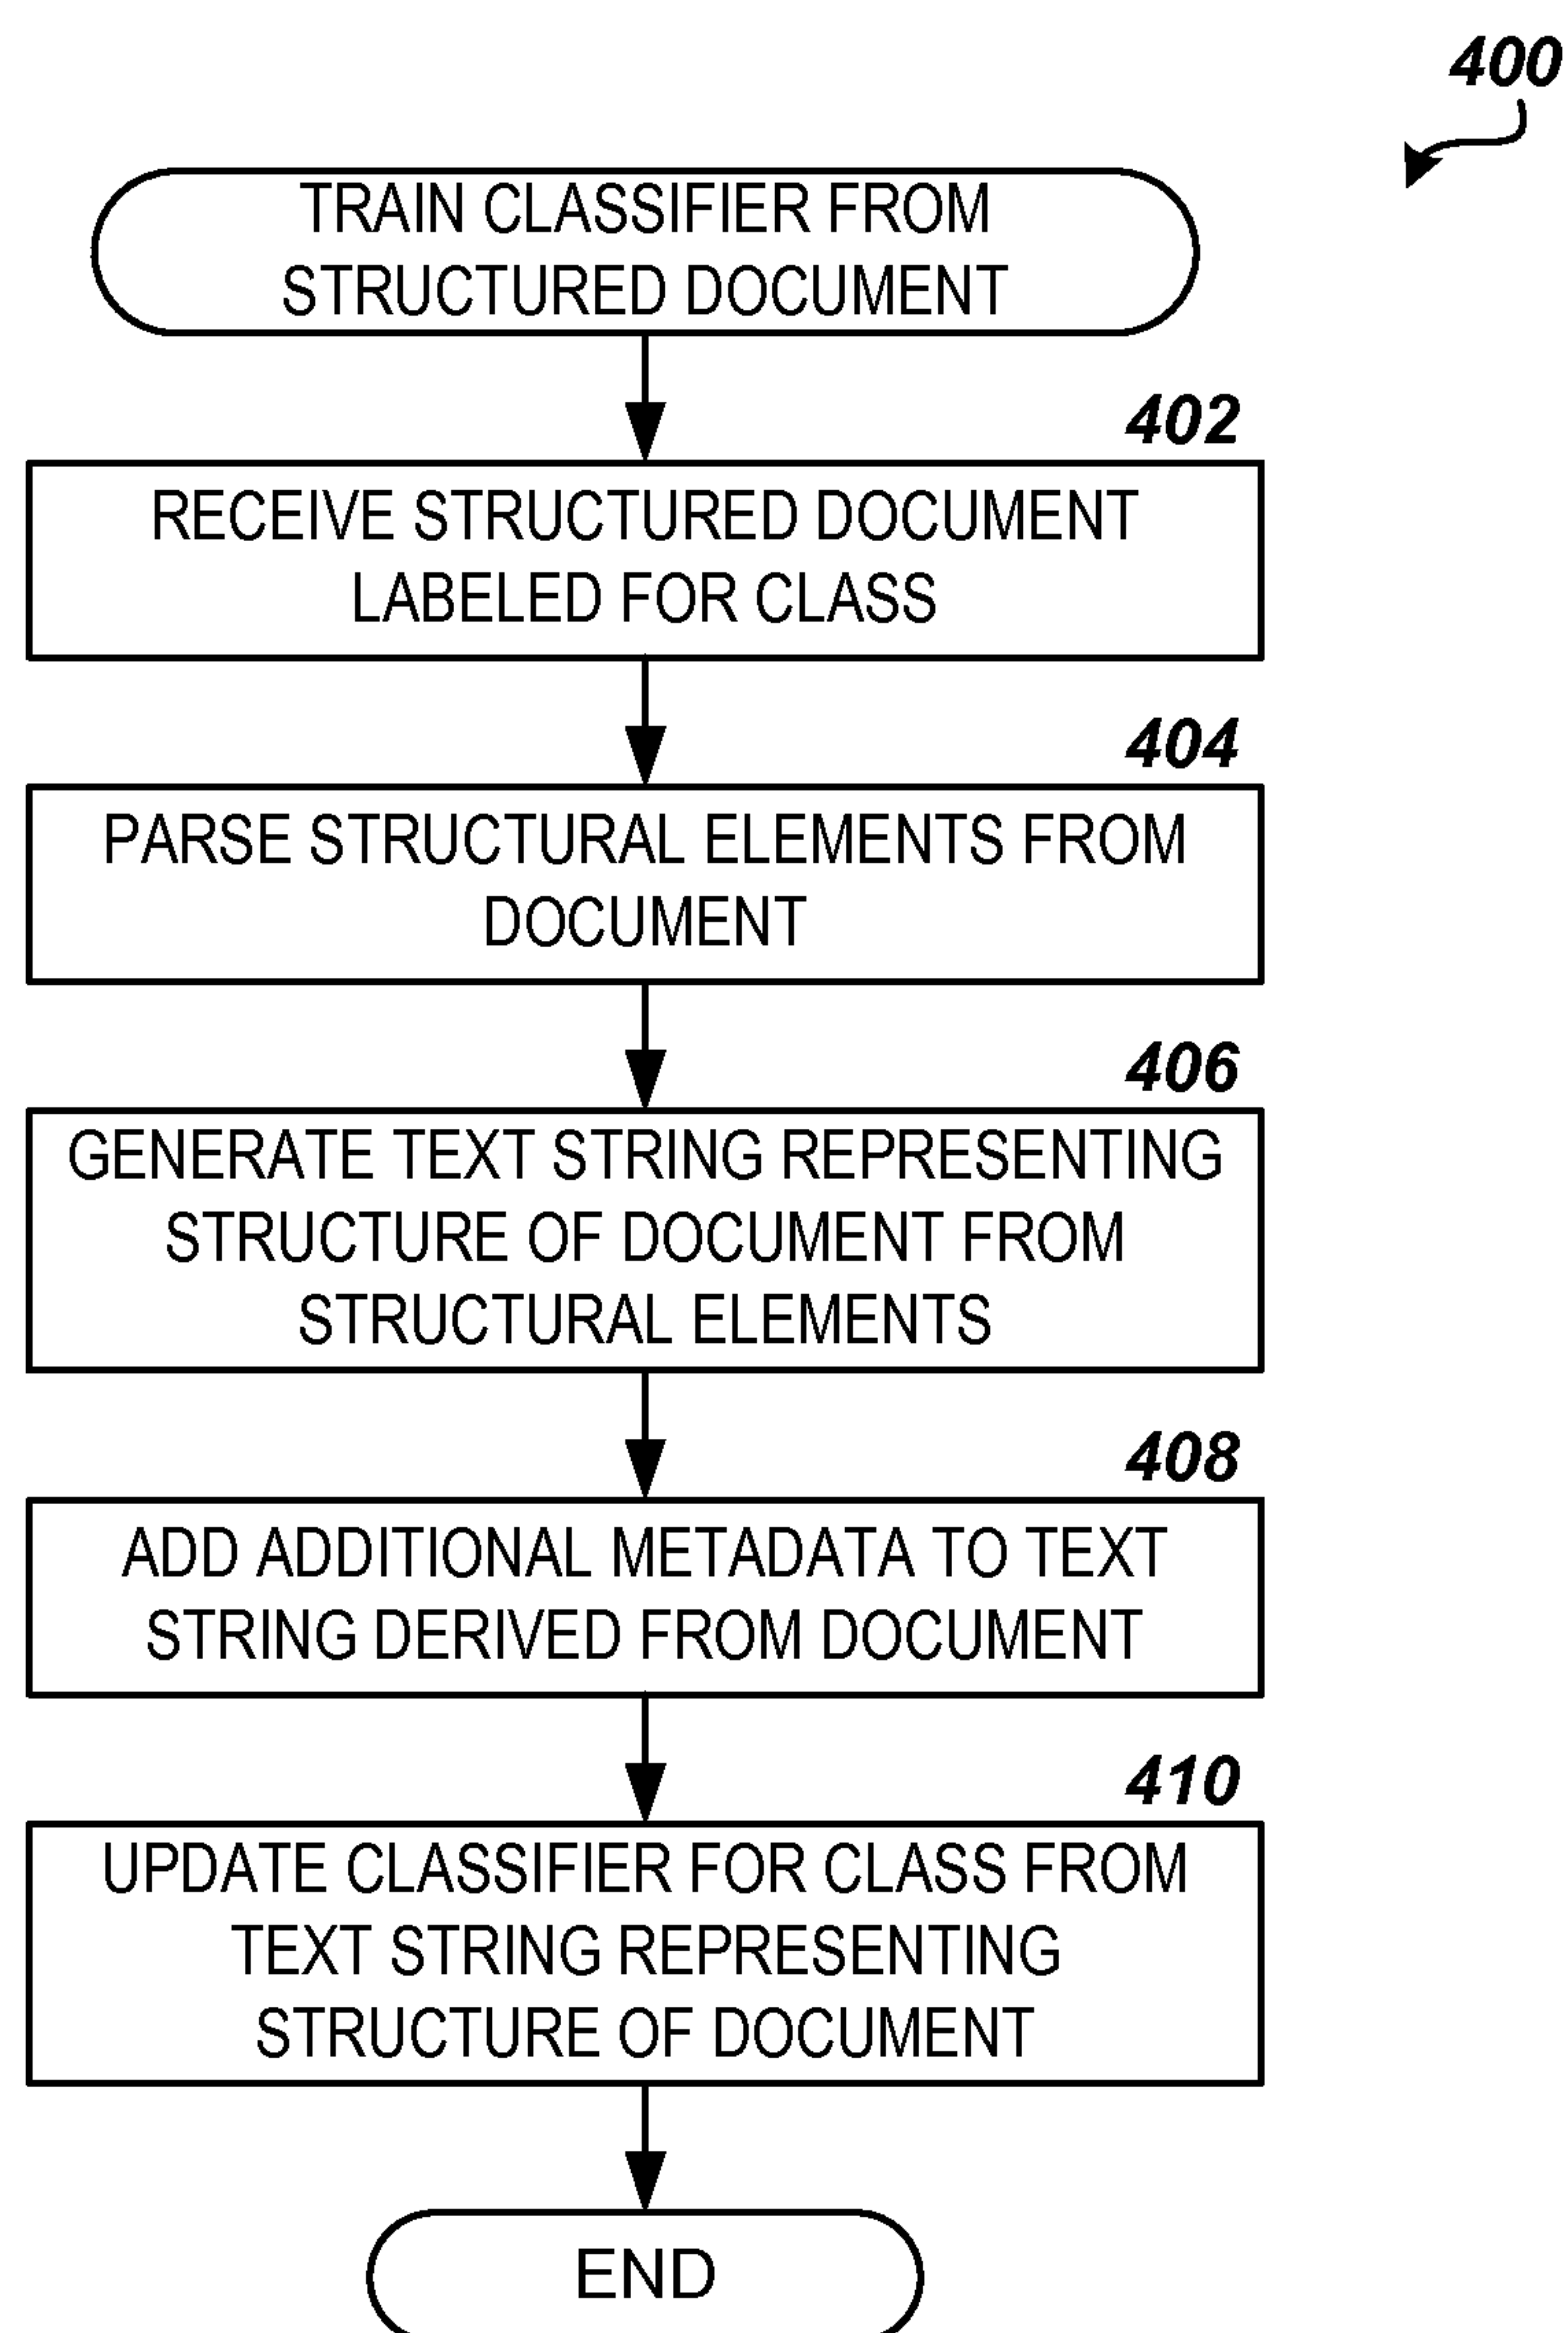 400
TRAIN CLASSIFIER FROM
STRUCTURED DOCUMENT
402
RECEIVE STRUCTURED DOCUMENT
LABELED FOR CLASS
404
PARSE STRUCTURAL ELEMENTS FROM
DOCUMENT
406
GENERATE TEXT STRING REPRESENTING
STRUCTURE OF DOCUMENT FROM
STRUCTURAL ELEMENTS
408
ADD ADDITIONAL METADATA TO TEXT
STRING DERIVED FROM DOCUMENT
410
UPDATE CLASSIFIER FOR CLASS FROM
TEXT STRING REPRESENTING
STRUCTURE OF DOCUMENT
END